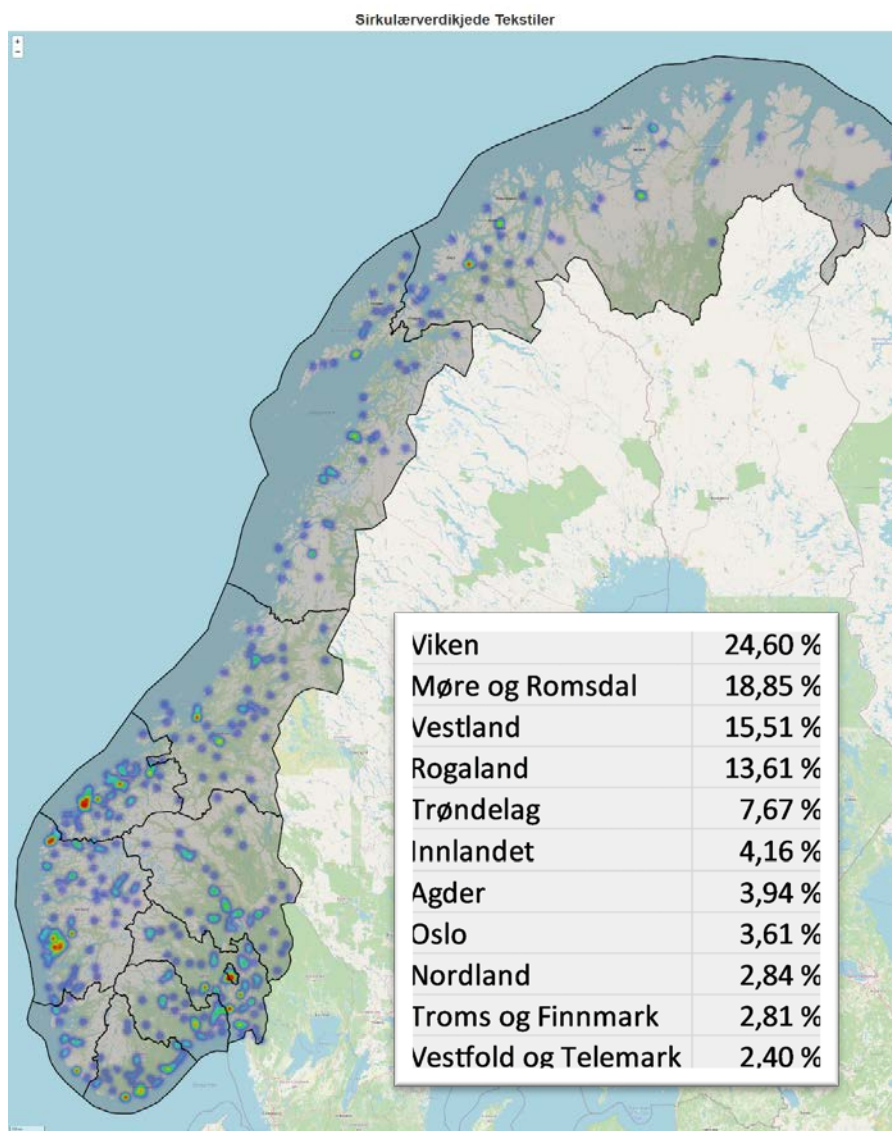 Sirkulærverdikjede Tekstiler
+
−
Viken 24,60 %
Møre og Romsdal 18,85 %
Vestland 15,51 %
Rogaland 13,61 %
Trøndelag 7,67 %
Innlandet 4,16 %
Agder 3,94 %
Oslo 3,61 %
Nordland 2,84 %
Troms og Finnmark 2,81 %
Vestfold og Telemark 2,40 %